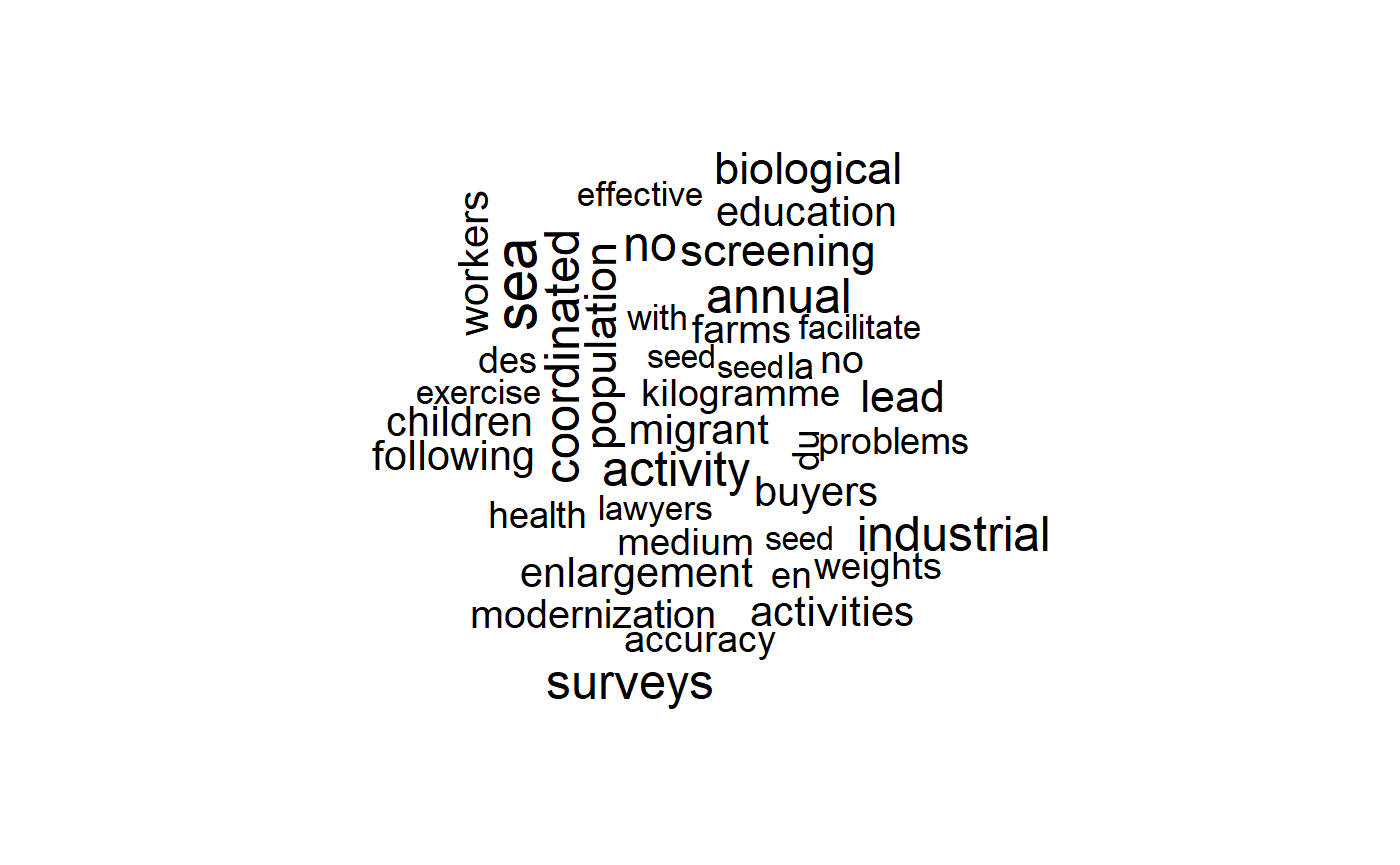 biological
effective
education
workers
sea
coordinated
population
no
screening
annual
with
farms
facilitate
des
seed
seed
la
no
exercise
kilogramme
lead
children
migrant
du
problems
following
activity
buyers
health
lawyers
industrial
medium
seed
enlargement
en
weights
modernization
activities
accuracy
surveys